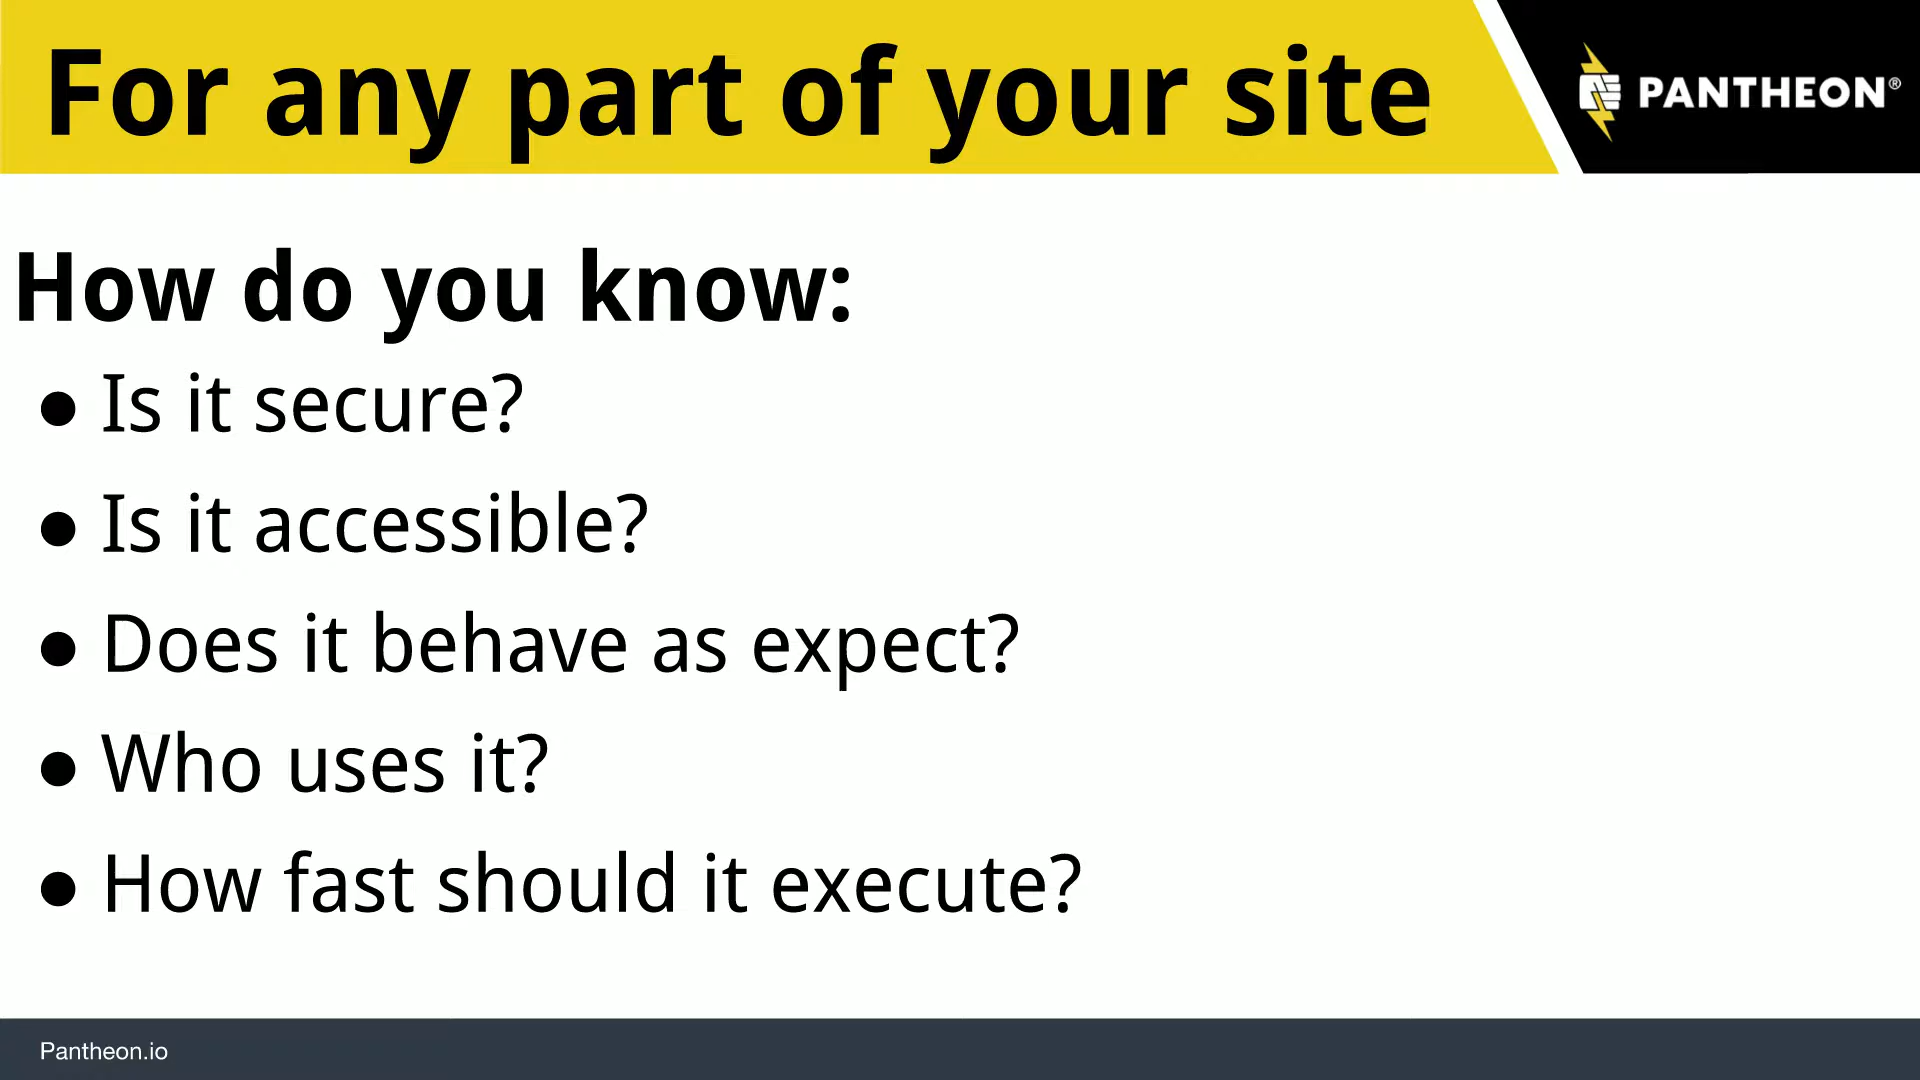 For any part of your site
PANTHEON®
How do you know:
● Is it secure?
● Is it accessible?
● Does it behave as expect?
● Who uses it?
● How fast should it execute?
Pantheon.io